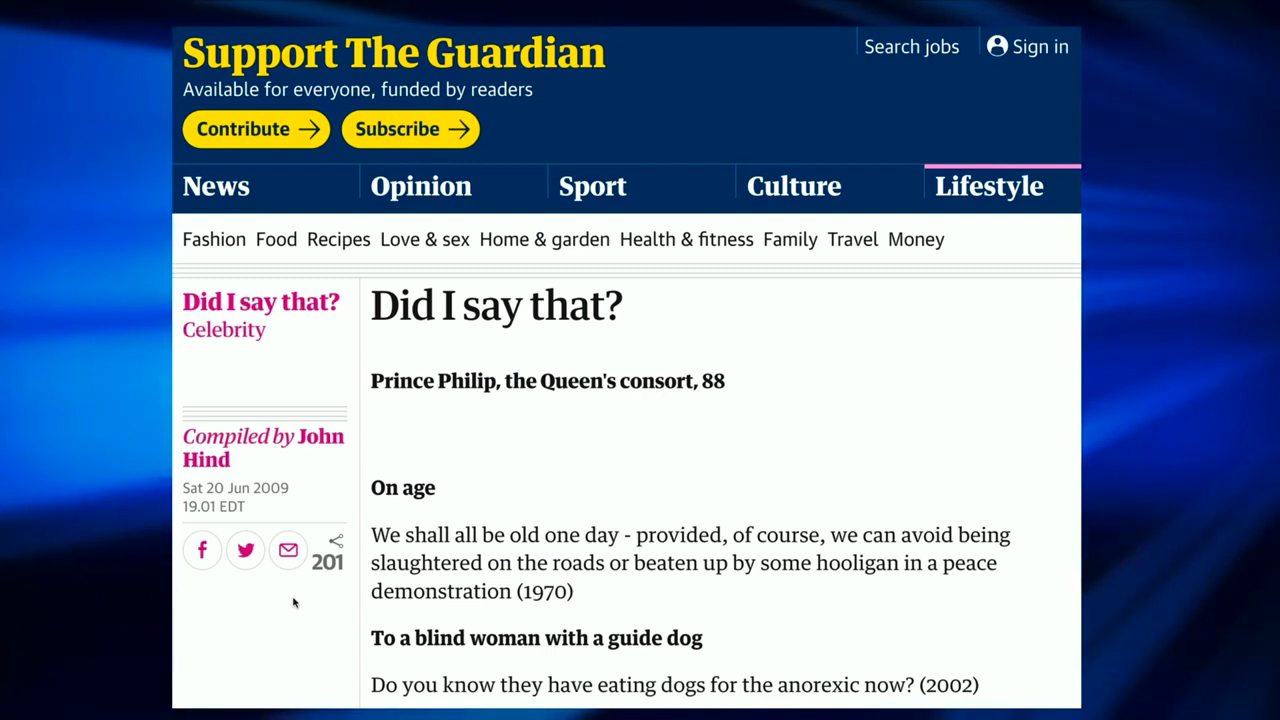 Support The Guardian
Available for everyone, funded by readers
Contribute
Subscribe
Search jobs
Sign in
News
Opinion
Sport
Culture
Lifestyle
Fashion Food Recipes Love & sex Home & garden Health & fitness Family Travel Money
Did I say that?
Celebrity
Compiled by John
Hind
Sat 20 Jun 2009
19.01 EDT
201
Did I say that?
Prince Philip, the Queen's consort, 88
On age
We shall all be old one day - provided, of course, we can avoid being
slaughtered on the roads or beaten up by some hooligan in a peace
demonstration (1970)
To a blind woman with a guide dog
Do you know they have eating dogs for the anorexic now? (2002)